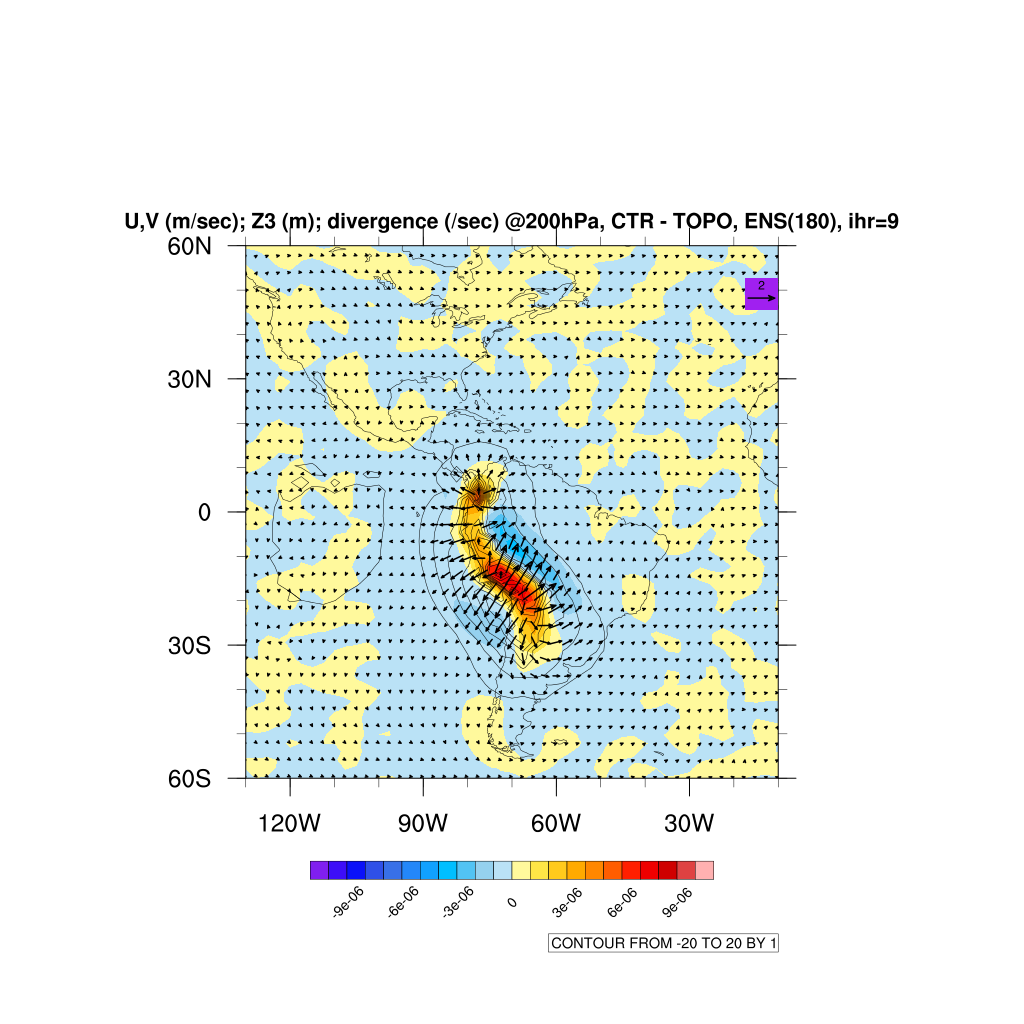 U,V (m/sec); Z3 (m); divergence (/sec) @200hPa, CTR - TOPO, ENS(180), ihr=9
60N
2
30N
0
30S
60S
120W 90W 60W 30W
-9e-06 -6e-06 -3e-06 0 3e-06 6e-06 9e-06
CONTOUR FROM -20 TO 20 BY 1